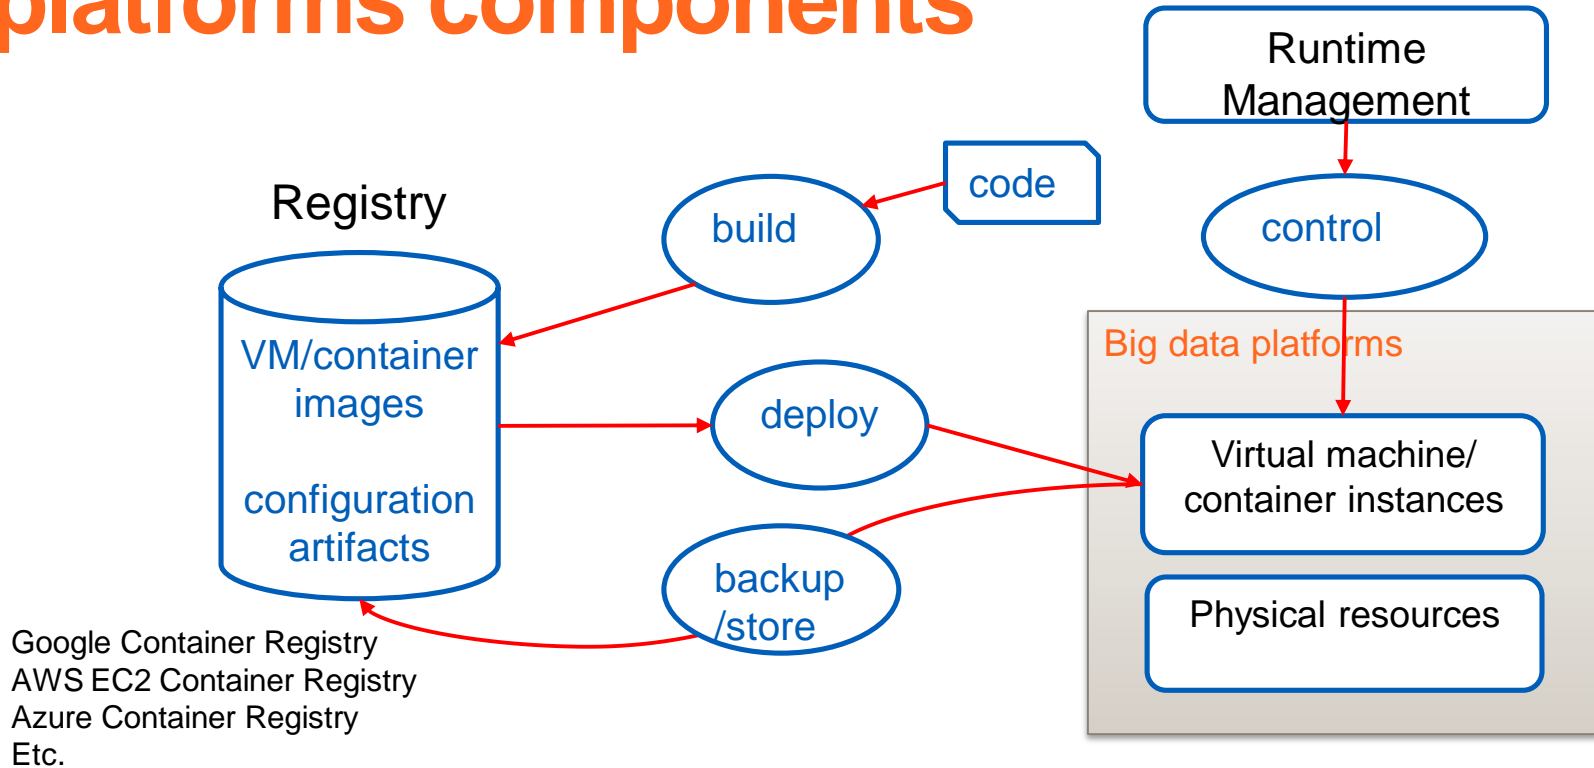 platforms components
Runtime
Management
code
Registry
build
control
Big data platforms
VM/container
images
deploy
Virtual machine/
container instances
configuration
artifacts
backup
/store
Physical resources
Google Container Registry
AWS EC2 Container Registry
Azure Container Registry
Etc.